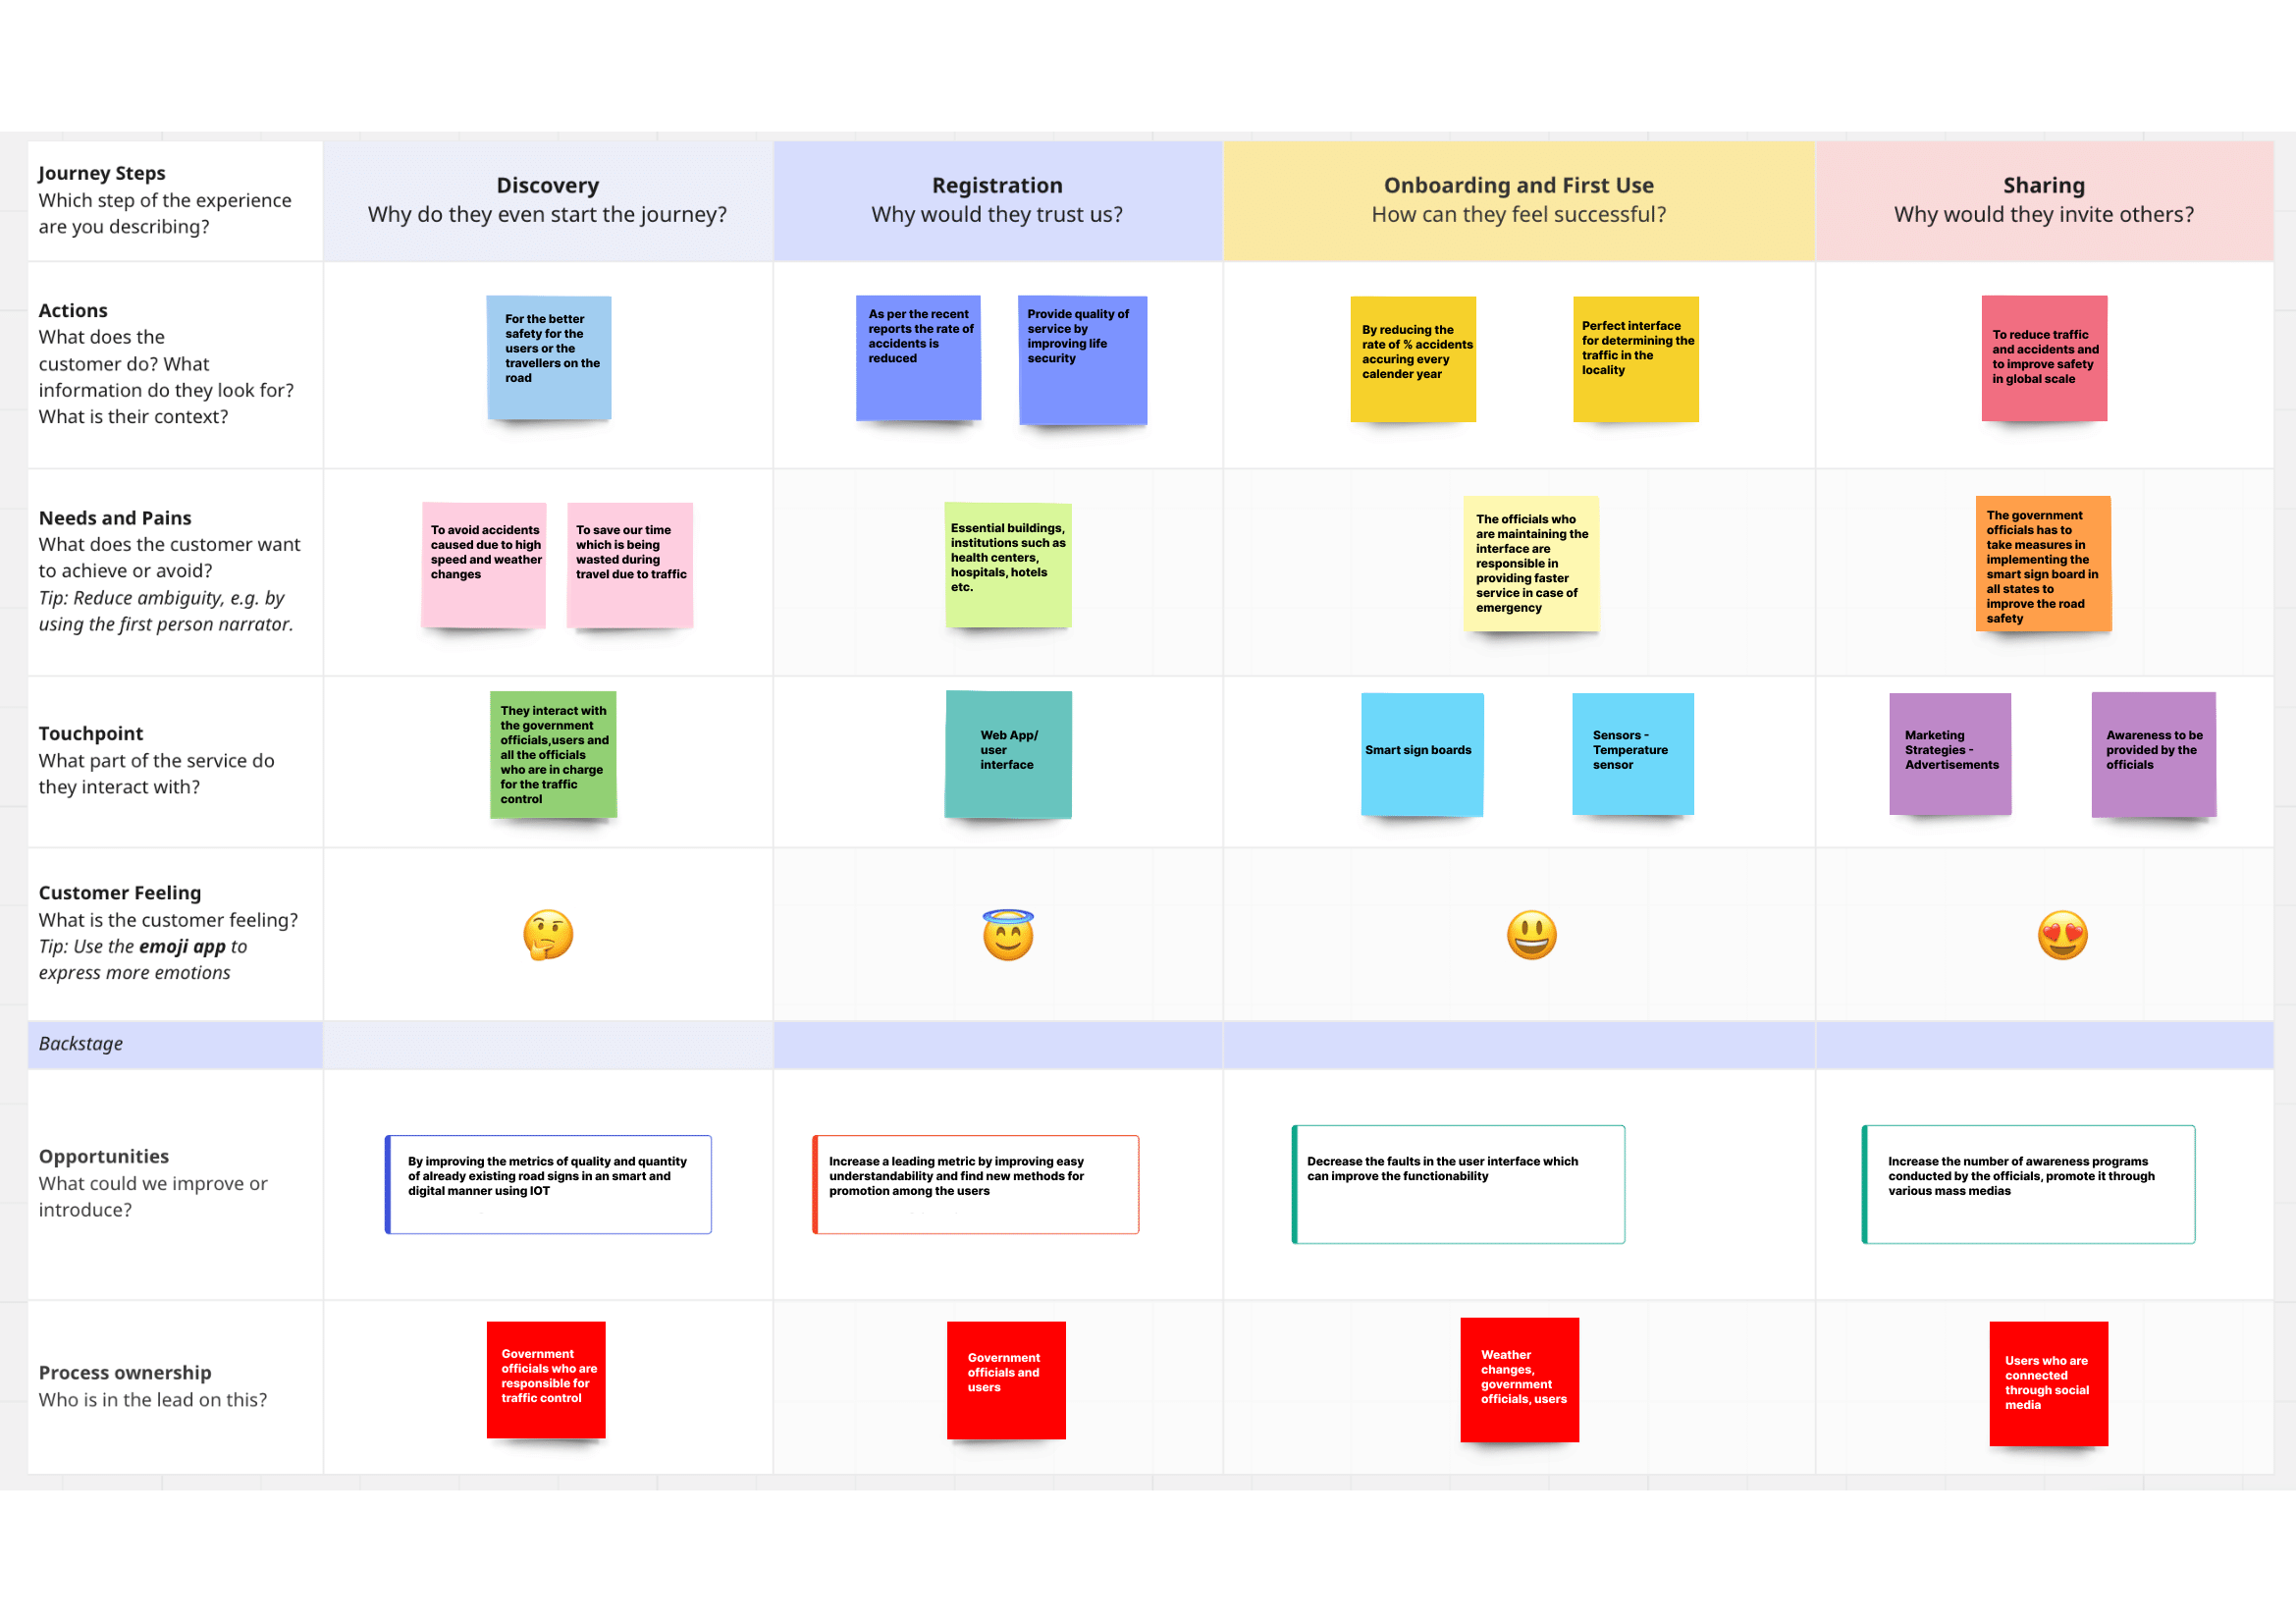 Journey Steps
Which step of the experience
are you describing?
Discovery
Why do they even start the journey?
Registration
Why would they trust us?
Onboarding and First Use
How can they feel successful?
Sharing
Why would they invite others?
Actions
What does the
customer do? What
information do they look for?
What is their context?
For the better
safety for the
users or the
travellers on the
road
As per the recent
reports the rate of
accidents is
reduced
Provide quality of
service by
improving life
security
By reducing the
rate of % accidents
accuring every
calender year
Perfect interface
for determining the
traffic in the
locality
To reduce traffic
and accidents and
to improve safety
in global scale
Needs and Pains
What does the customer want
to achieve or avoid?
Tip: Reduce ambiguity, e.g. by
using the first person narrator.
To avoid accidents
caused due to high
speed and weather
changes
To save our time
which is being
wasted during
travel due to traffic
Essential buildings,
institutions such as
health centers,
hospitals, hotels
etc.
The officials who
are maintaining the
interface are
responsible in
providing faster
service in case of
emergency
The government
officials has to
take measures in
implementing the
smart sign board in
all states to
improve the road
safety
Touchpoint
What part of the service do
they interact with?
They interact with
the government
officials,users and
all the officials
who are in charge
for the traffic
control
Web App/
user
interface
Smart sign boards
Sensors -
Temperature
sensor
Marketing
Strategies -
Advertisements
Awareness to be
provided by the
officials
Customer Feeling
What is the customer feeling?
Tip: Use the emoji app to
express more emotions
Backstage
Opportunities
What could we improve or
introduce?
By improving the metrics of quality and quantity
of already existing road signs in an smart and
digital manner using IOT
Increase a leading metric by improving easy
understandability and find new methods for
promotion among the users
Decrease the faults in the user interface which
can improve the functionability
Increase the number of awareness programs
conducted by the officials, promote it through
various mass medias
Process ownership
Who is in the lead on this?
Government
officials who are
responsible for
traffic control
Government
officials and
users
Weather
changes,
government
officials, users
Users who are
connected
through social
media